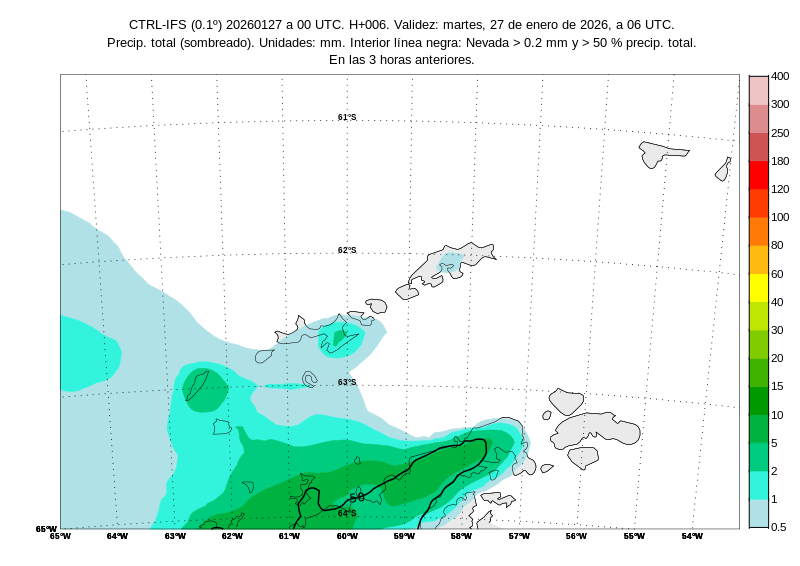 CTRL-IFS (0.1º) 20260127 a 00 UTC. H+006. Validez: martes, 27 de enero de 2026, a 06 UTC.
Precip. total (sombreado). Unidades: mm. Interior línea negra: Nevada > 0.2 mm y > 50 % precip. total.
En las 3 horas anteriores.
400
300
250
180
120
100
80
60
40
30
20
15
10
5
2
1
0.5
61°S
62°S
63°S
50
64°S
65°W
65°W
64°W
63°W
62°W
61°W
60°W
59°W
58°W
57°W
56°W
55°W
54°W